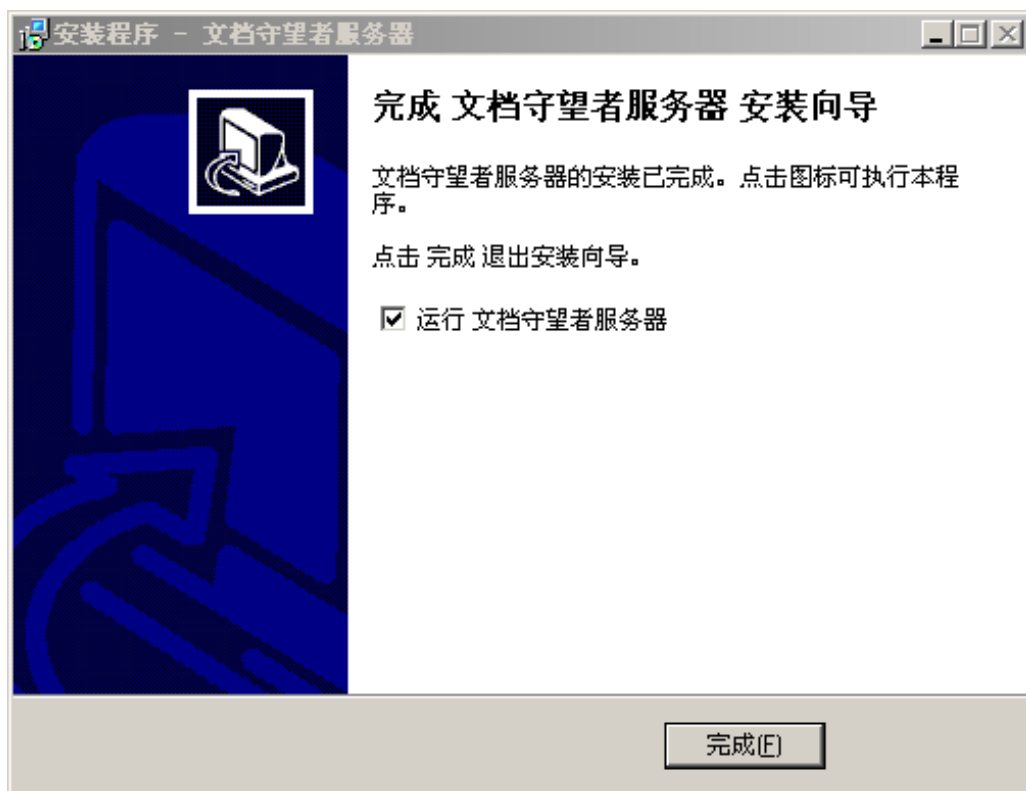 安装程序 - 文档守望者服务器
完成 文档守望者服务器 安装向导
文档守望者服务器的安装已完成。点击图标可执行本程
序。
点击 完成 退出安装向导。
运行 文档守望者服务器
完成(F)